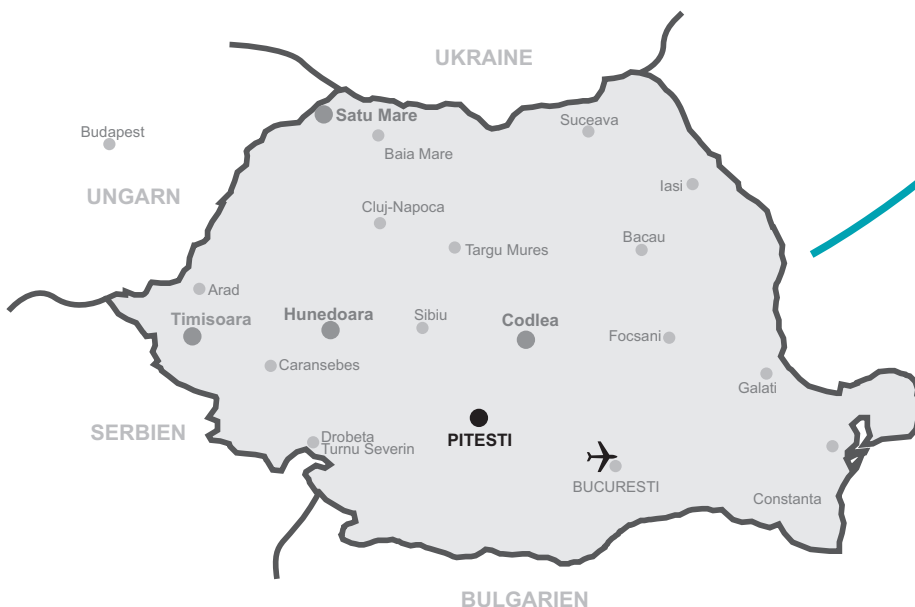 UKRAINE
Satu Mare
Suceava
Budapest
Baia Mare
Iasi
UNGARN
Cluj-Napoca
Bacau
Targu Mures
Arad
Hunedoara
Sibiu
Timisoara
Codlea
Focsani
Caransebes
Galati
SERBIEN
Drobeta
Turnu Severin
PITESTI
BUCURESTI
Constanta
BULGARIEN